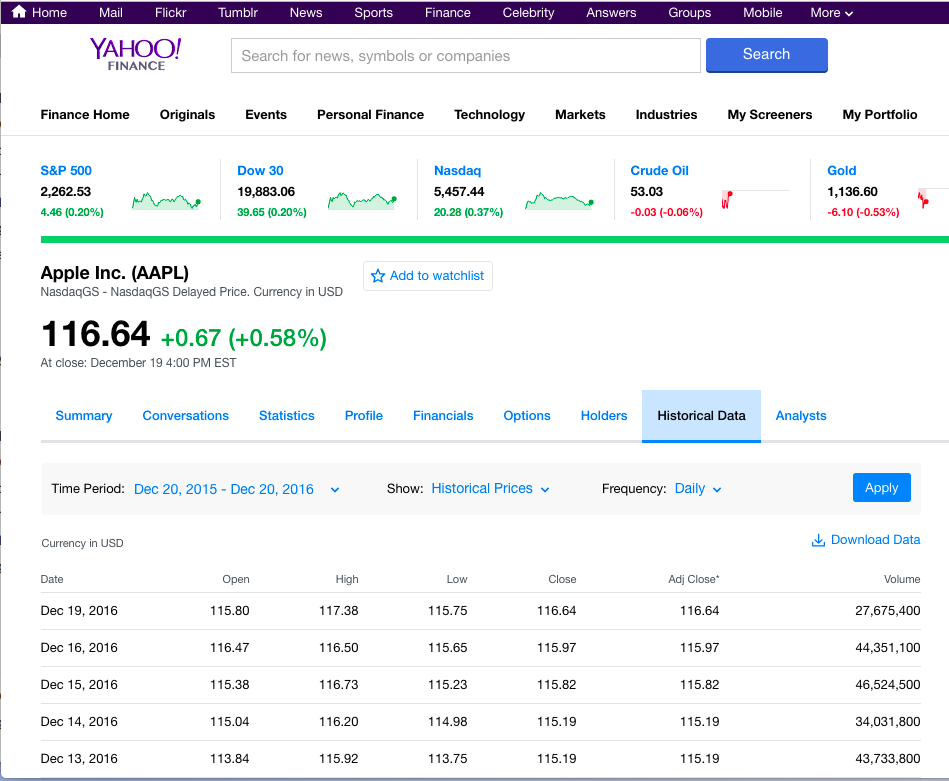 Home Mail Flickr Tumblr News Sports Finance Celebrity Answers Groups Mobile More
YAHOO! FINANCE
Search for news, symbols or companies Search
Finance Home Originals Events Personal Finance Technology Markets Industries My Screeners My Portfolio
S&P 500 Dow 30 Nasdaq Crude Oil Gold
2,262.53 19,883.06 5,457.44 53.03 1,136.60
4.46 (0.20%) 39.65 (0.20%) 20.28 (0.37%) -0.03 (-0.06%) -6.10 (-0.53%)
Apple Inc. (AAPL) Add to watchlist
NasdaqGS - NasdaqGS Delayed Price. Currency in USD
116.64 +0.67 (+0.58%)
At close: December 19 4:00 PM EST
Summary Conversations Statistics Profile Financials Options Holders Historical Data Analysts
Time Period: Dec 20, 2015 - Dec 20, 2016 Show: Historical Prices Frequency: Daily Apply
Currency in USD Download Data
Date Open High Low Close Adj Close* Volume
Dec 19, 2016 115.80 117.38 115.75 116.64 116.64 27,675,400
Dec 16, 2016 116.47 116.50 115.65 115.97 115.97 44,351,100
Dec 15, 2016 115.38 116.73 115.23 115.82 115.82 46,524,500
Dec 14, 2016 115.04 116.20 114.98 115.19 115.19 34,031,800
Dec 13, 2016 113.84 115.92 113.75 115.19 115.19 43,733,800